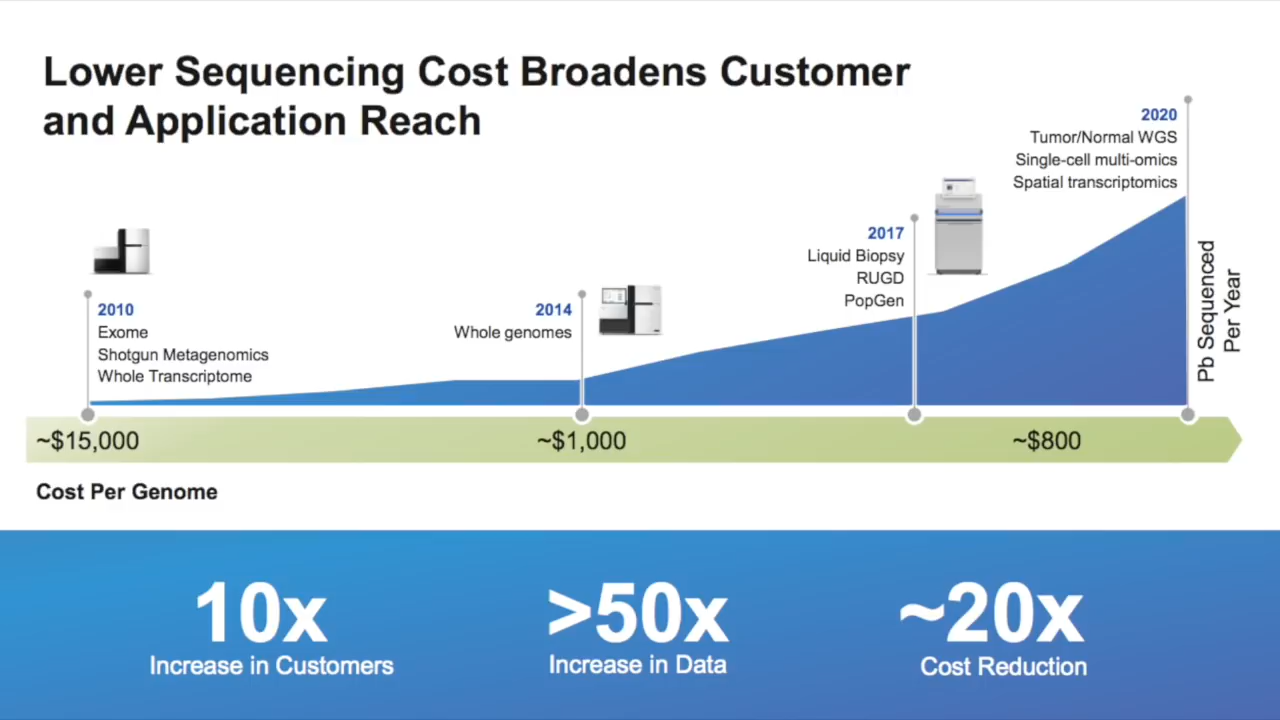 Lower Sequencing Cost Broadens Customer
and Application Reach
2010
Exome
Shotgun Metagenomics
Whole Transcriptome
2014
Whole genomes
2017
Liquid Biopsy
RUGD
PopGen
2020
Tumor/Normal WGS
Single-cell multi-omics
Spatial transcriptomics
Pb Sequenced
Per Year
~$15,000
~$1,000
~$800
Cost Per Genome
10x
Increase in Customers
>50x
Increase in Data
~20x
Cost Reduction